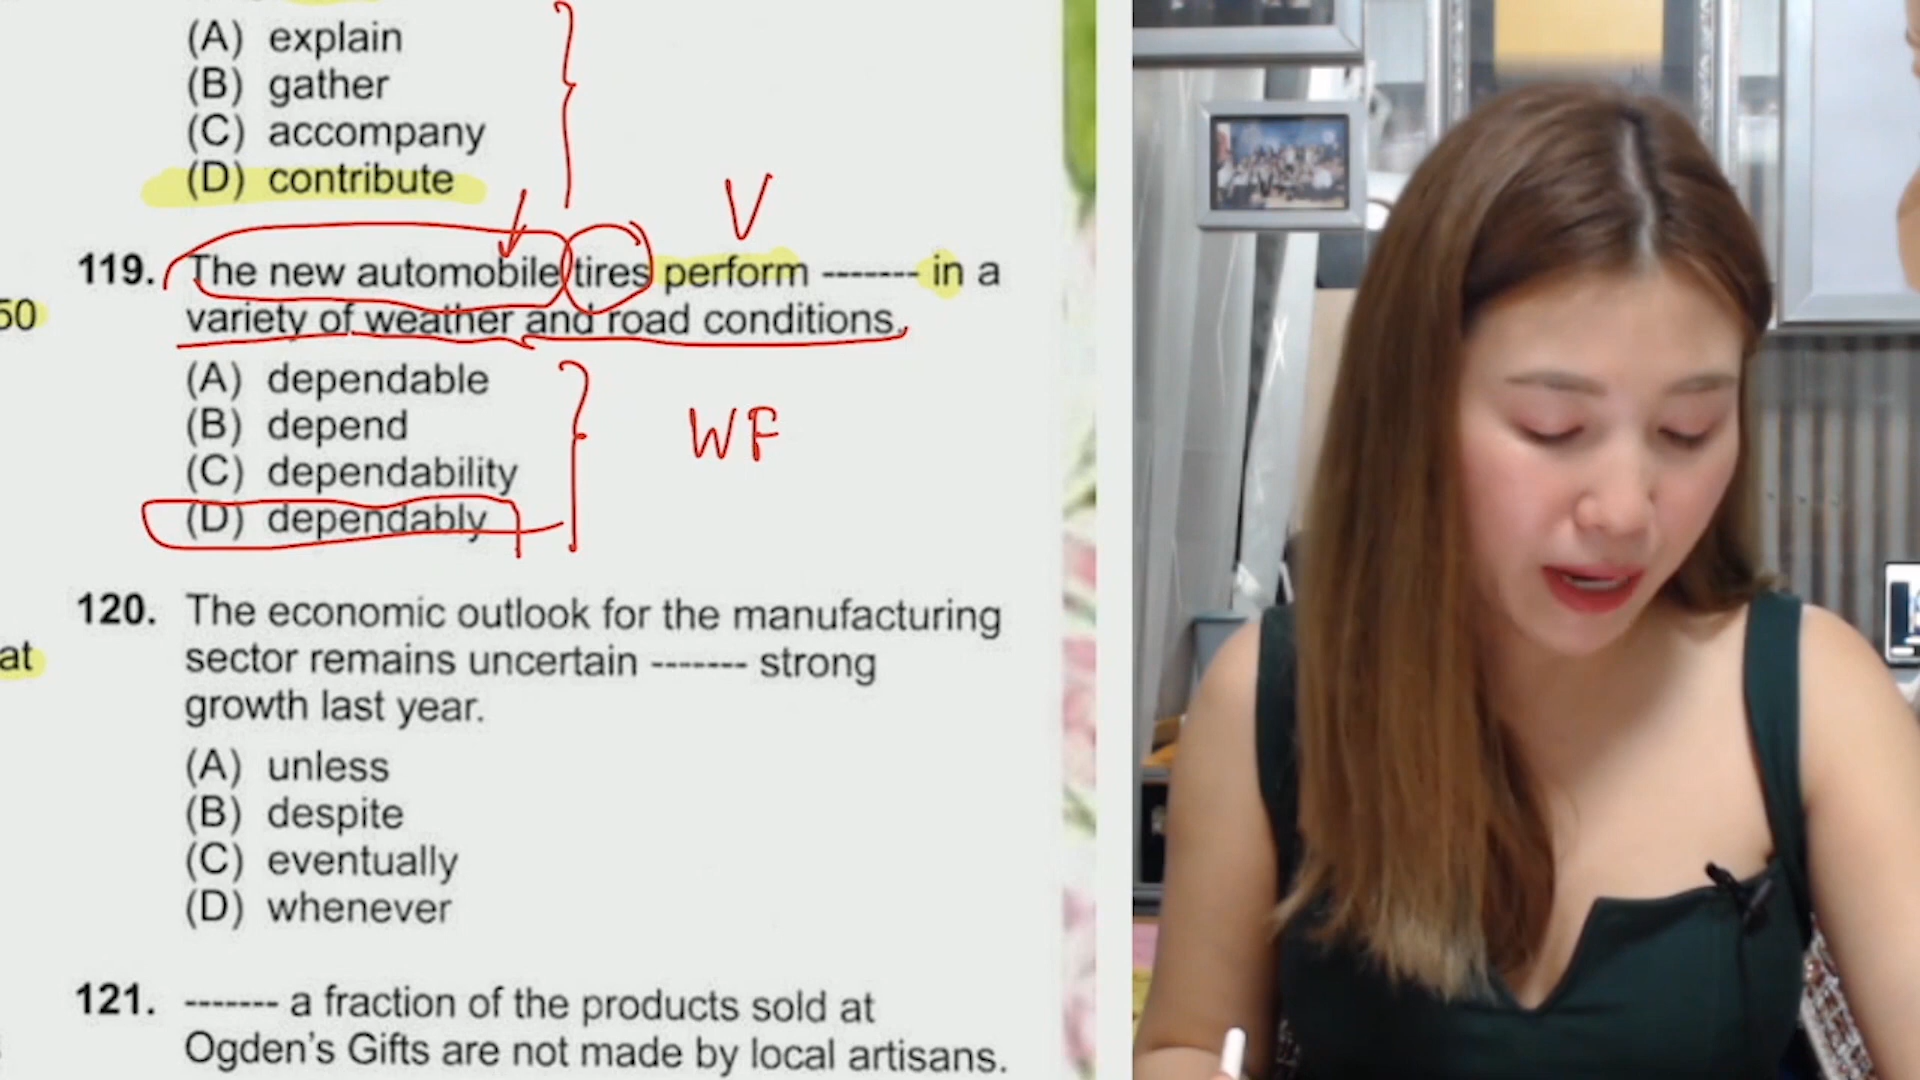 (A) explain
(B) gather
(C) accompany
(D) contribute
V
119. The new automobile tires perform ------- in a
50 variety of weather and road conditions.
(A) dependable
(B) depend
WF
(C) dependability
(D) dependably
120. The economic outlook for the manufacturing
at sector remains uncertain ------- strong
growth last year.
(A) unless
(B) despite
(C) eventually
(D) whenever
121. ------- a fraction of the products sold at
Ogden's Gifts are not made by local artisans.